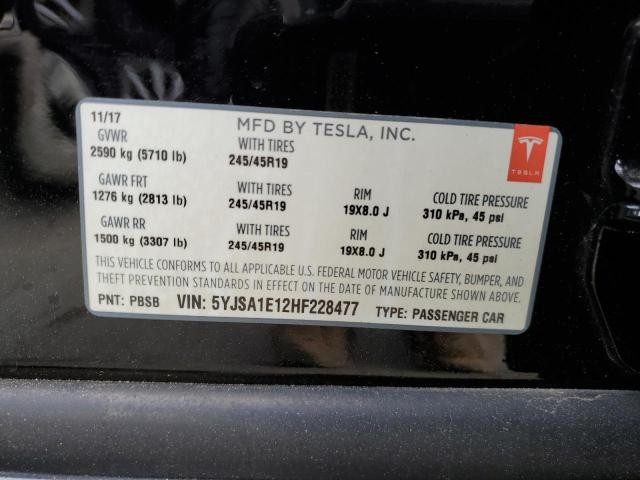 11/17 MFD BY TESLA, INC.
GVWR WITH TIRES
2590 kg (5710 lb) 245/45R19
TESLA
GAWR FRT WITH TIRES RIM COLD TIRE PRESSURE
1276 kg (2813 lb) 245/45R19 19X8.0 J 310 kPa, 45 psi
GAWR RR WITH TIRES RIM COLD TIRE PRESSURE
1500 kg (3307 lb) 245/45R19 19X8.0 J 310 kPa, 45 psi
THIS VEHICLE CONFORMS TO ALL APPLICABLE U.S. FEDERAL MOTOR VEHICLE SAFETY, BUMPER, AND
THEFT PREVENTION STANDARDS IN EFFECT ON THE DATE OF MANUFACTURE SHOWN ABOVE.
PNT: PBSB VIN: 5YJSA1E12HF228477 TYPE: PASSENGER CAR